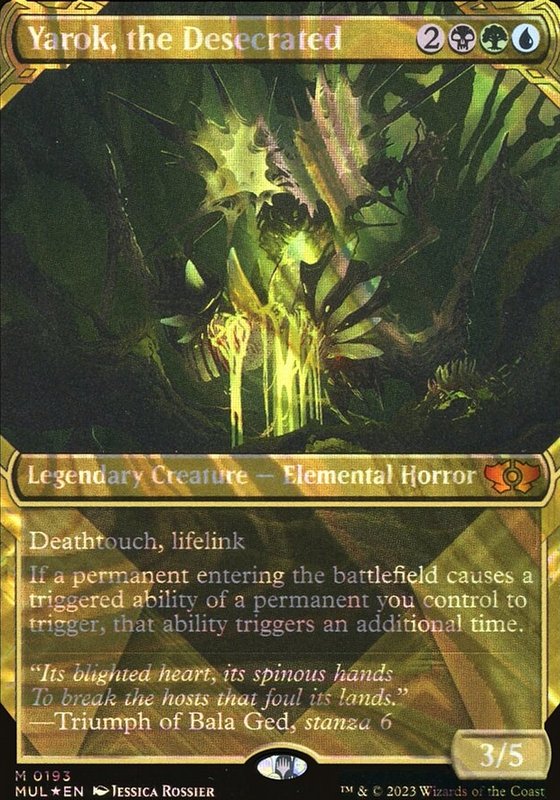 Yarok, the Desecrated 2
Legendary Creature — Elemental Horror
Deathtouch, lifelink
If a permanent entering the battlefield causes a
triggered ability of a permanent you control to
trigger, that ability triggers an additional time.
“Its blighted heart, its spinous hands
To break the hosts that foul its lands.”
—Triumph of Bala Ged, stanza 6
3/5
M 0193
MUL★EN Jessica Rossier
™ & © 2023 Wizards of the Coast